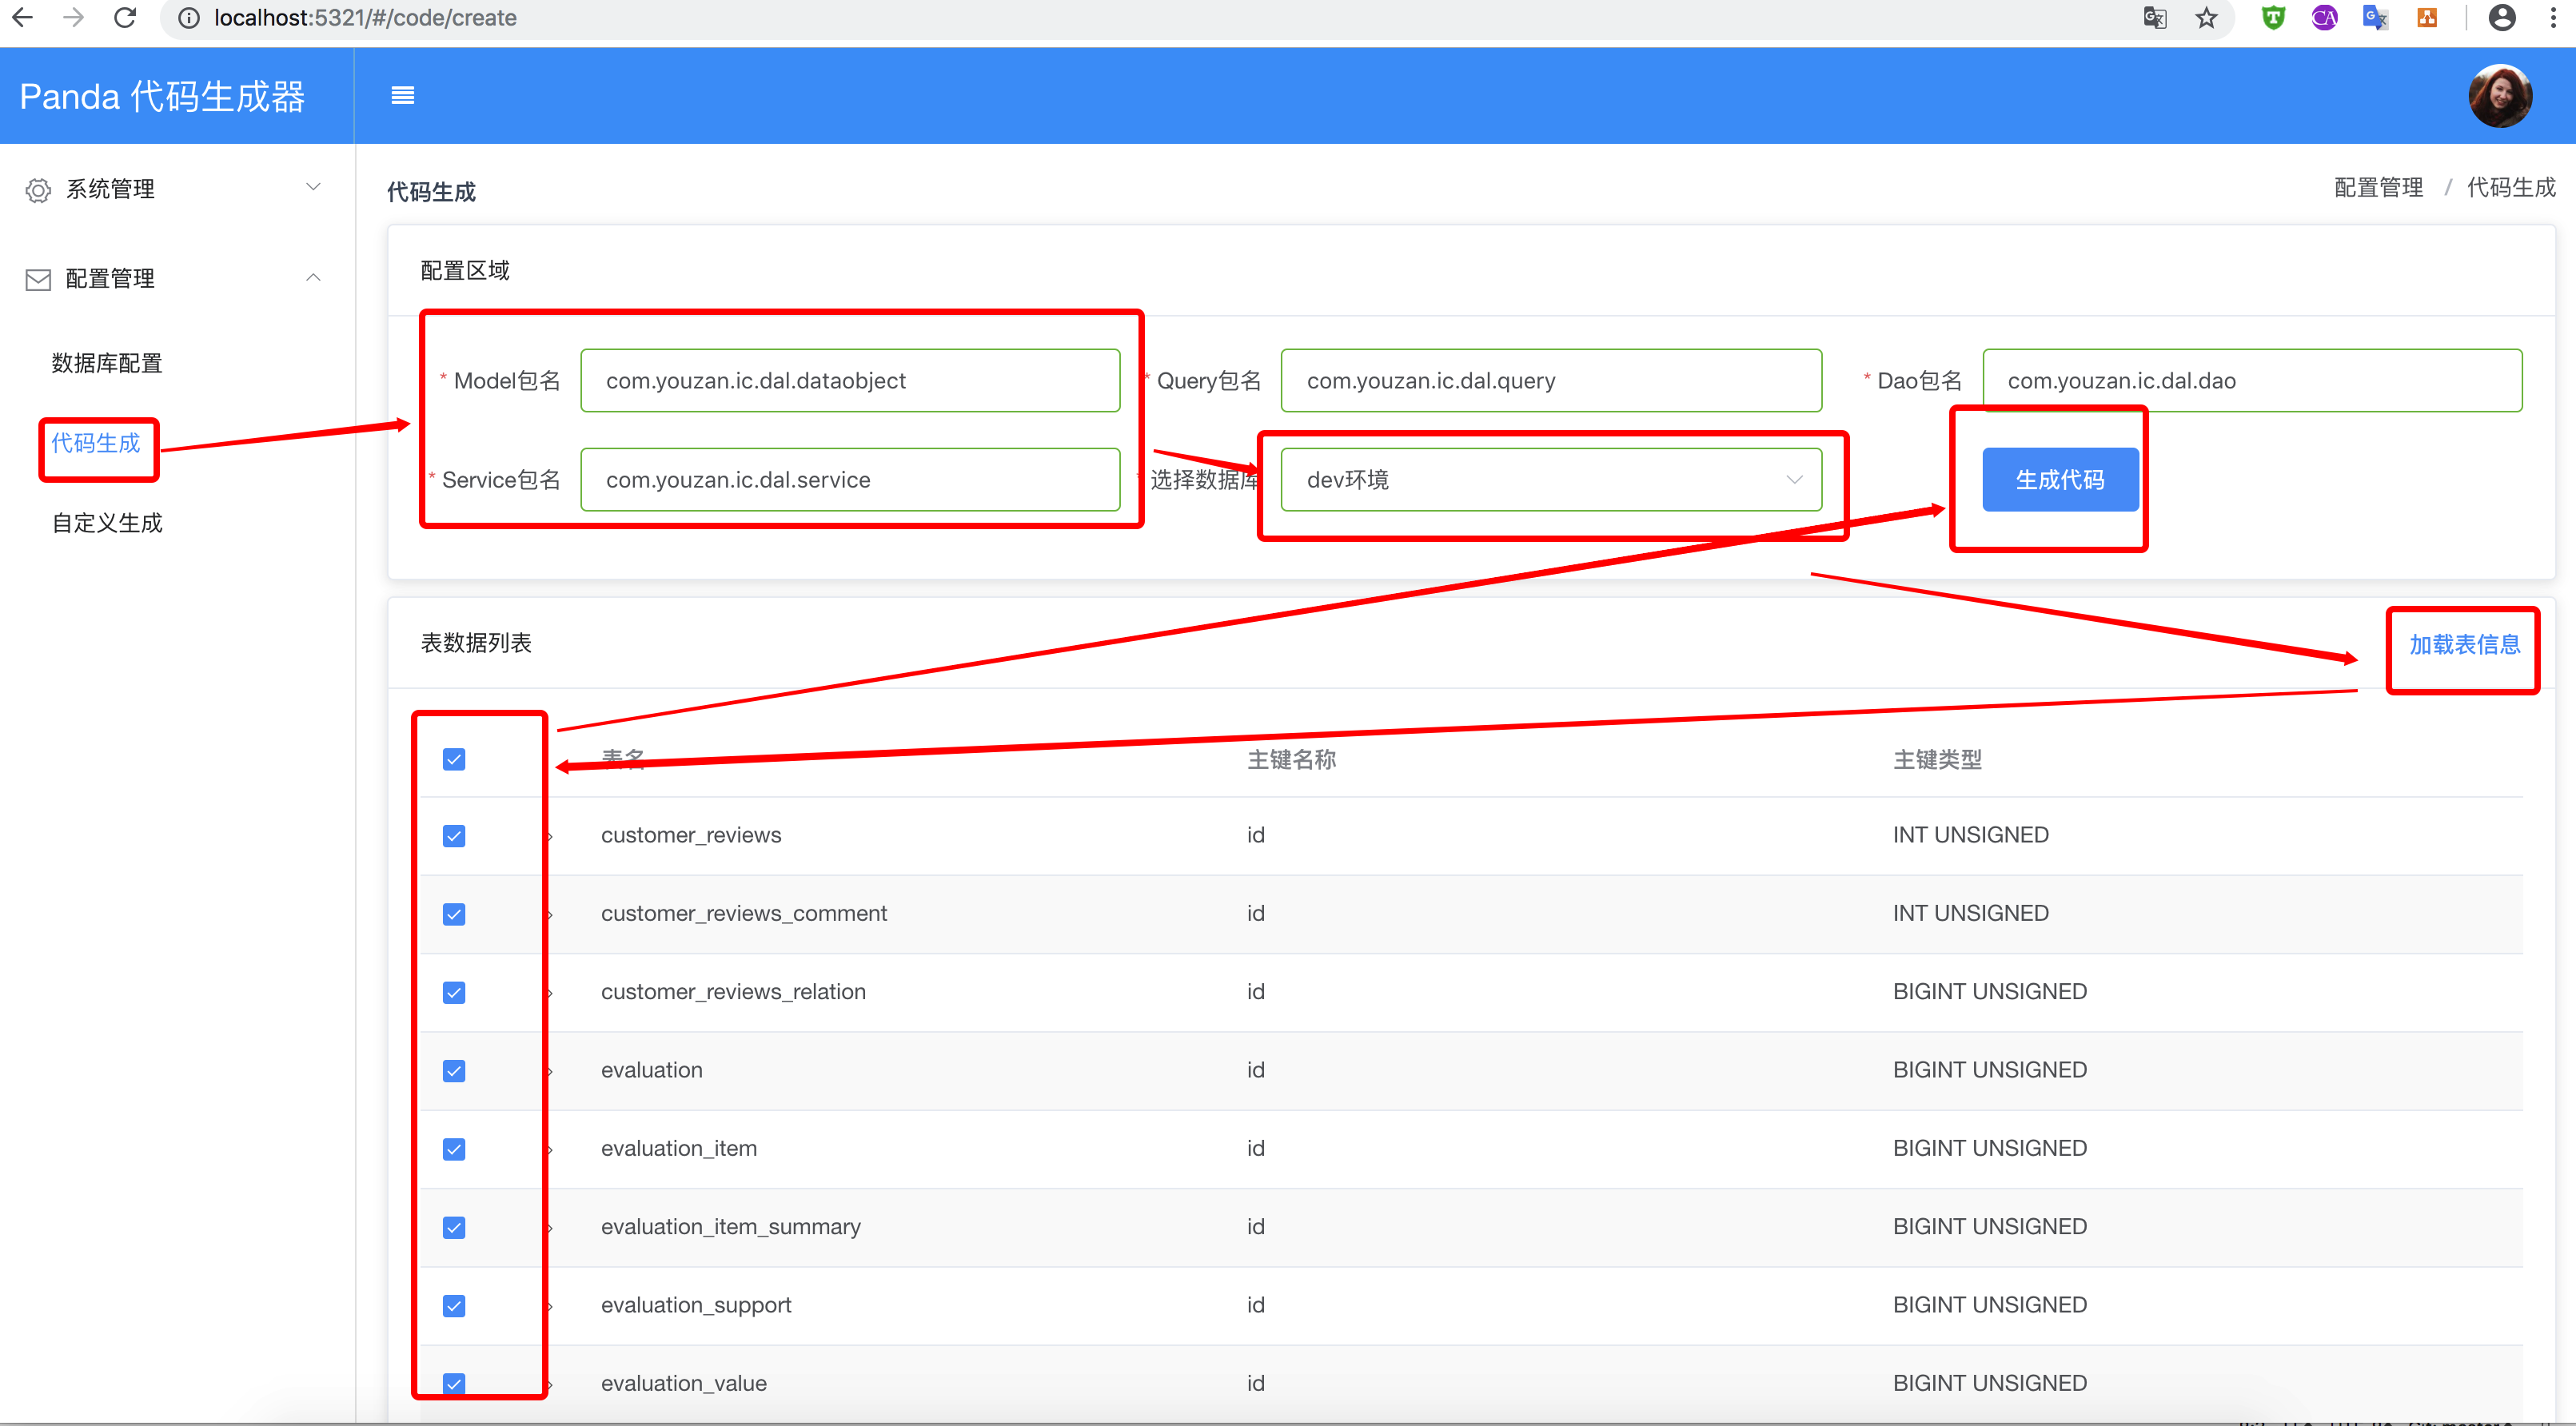 localhost:5321/#/code/create
Panda 代码生成器
系统管理
配置管理
数据库配置
代码生成
自定义生成
代码生成
配置管理 / 代码生成
配置区域
* Model包名 com.youzan.ic.dal.dataobject * Query包名 com.youzan.ic.dal.query * Dao包名 com.youzan.ic.dal.dao
* Service包名 com.youzan.ic.dal.service * 选择数据库 dev环境 生成代码
表数据列表 加载表信息
表名 主键名称 主键类型
customer_reviews id INT UNSIGNED
customer_reviews_comment id INT UNSIGNED
customer_reviews_relation id BIGINT UNSIGNED
evaluation id BIGINT UNSIGNED
evaluation_item id BIGINT UNSIGNED
evaluation_item_summary id BIGINT UNSIGNED
evaluation_support id BIGINT UNSIGNED
evaluation_value id BIGINT UNSIGNED